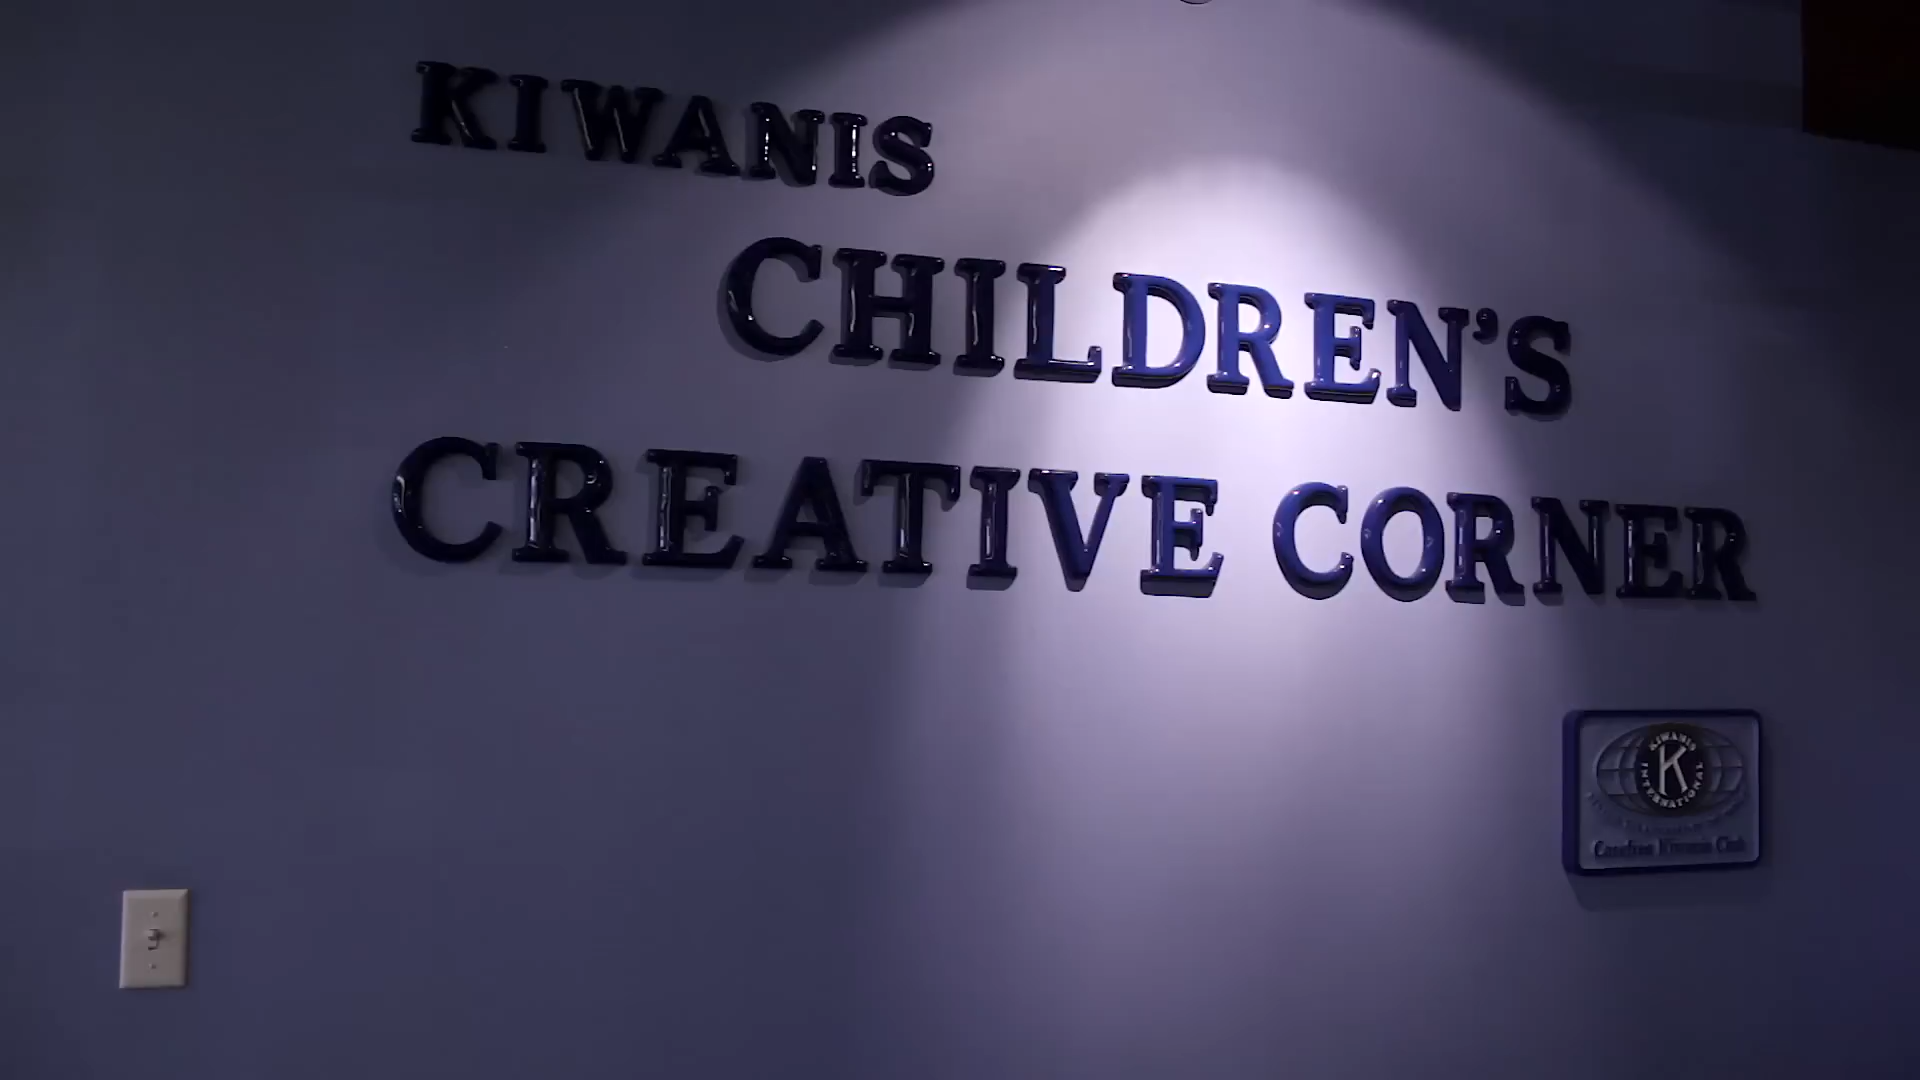 KIWANIS
CHILDREN'S
CREATIVE CORNER
KIWANIS
K
INTERNATIONAL
Carefree Kiwanis Club